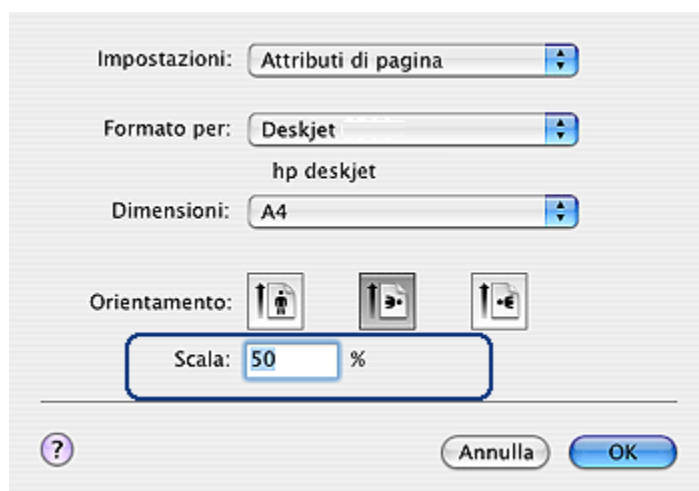 Impostazioni: Attributi di pagina
Formato per: Deskjet
hp deskjet
Dimensioni: A4
Orientamento:
Scala: 50 %
? Annulla OK